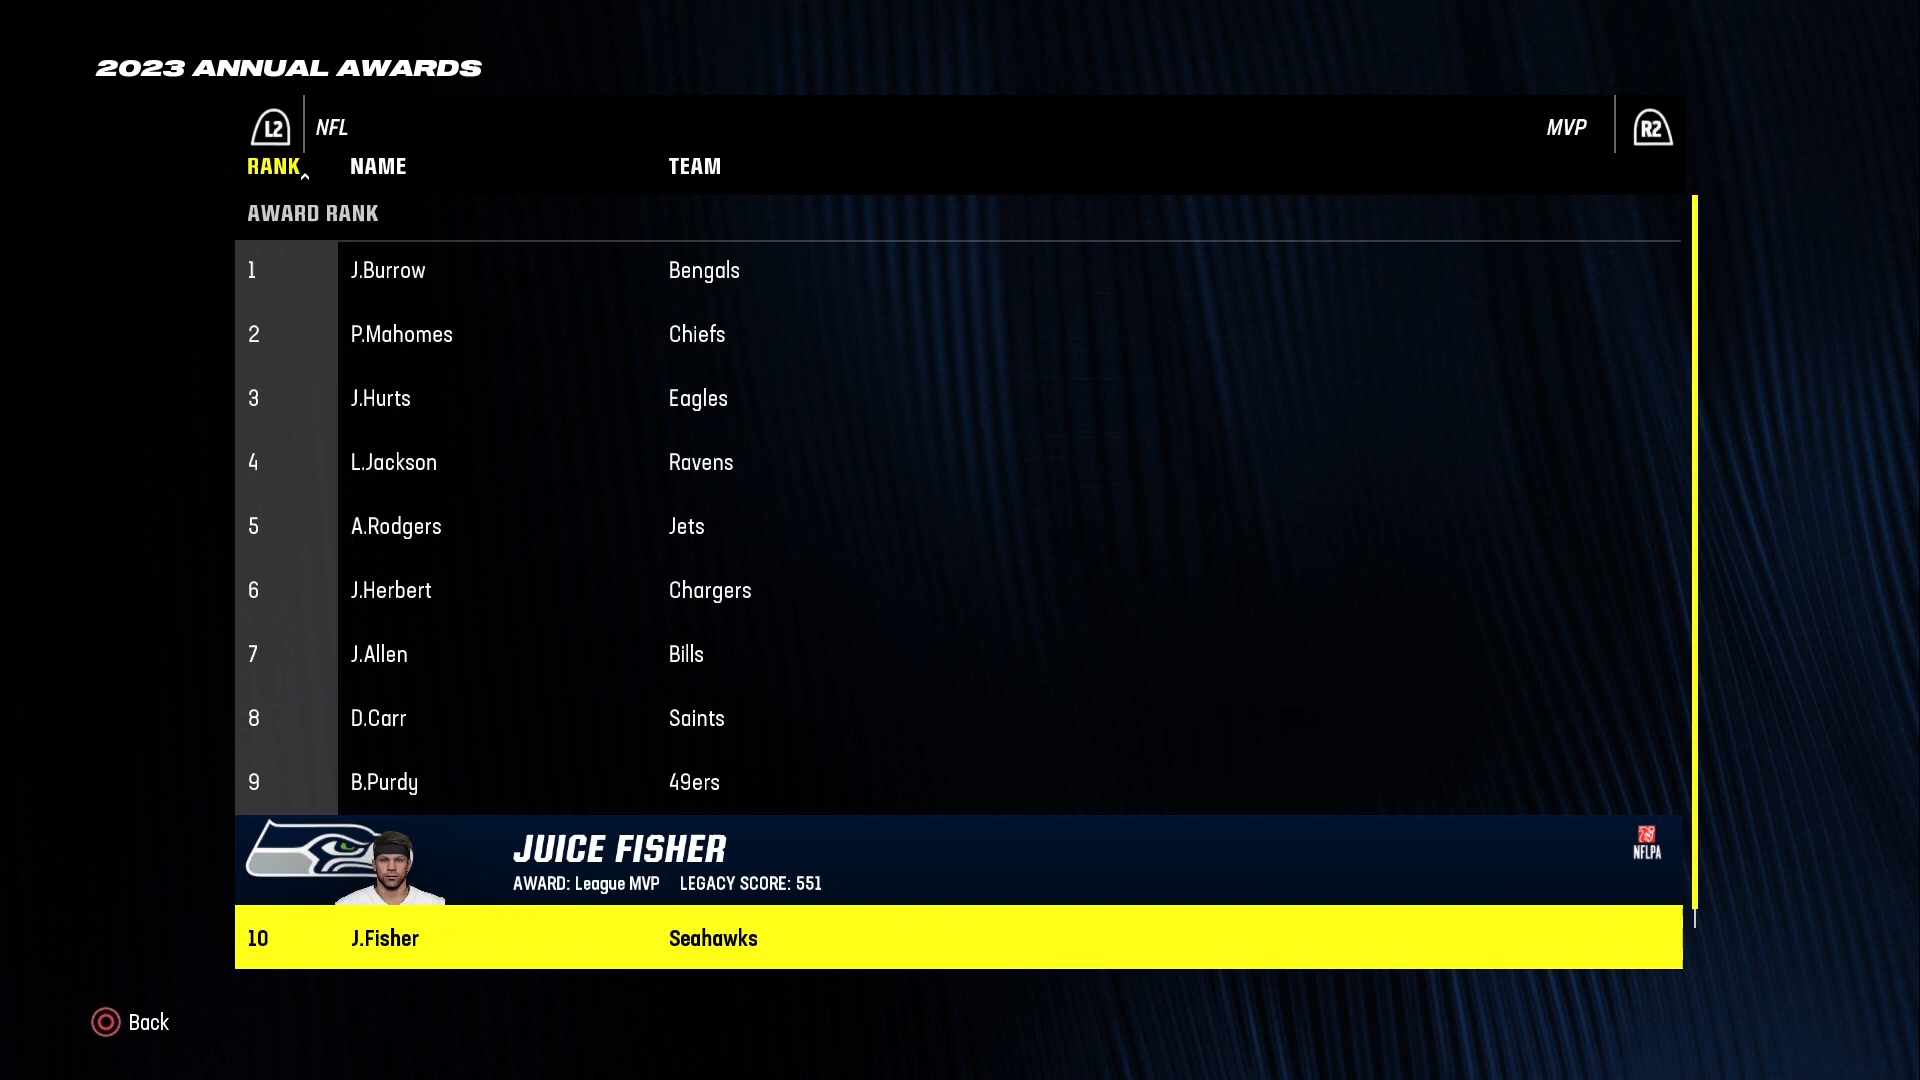 2023 ANNUAL AWARDS
L2 NFL MVP R2
RANK NAME TEAM
AWARD RANK
1 J.Burrow Bengals
2 P.Mahomes Chiefs
3 J.Hurts Eagles
4 L.Jackson Ravens
5 A.Rodgers Jets
6 J.Herbert Chargers
7 J.Allen Bills
8 D.Carr Saints
9 B.Purdy 49ers
JUICE FISHER
AWARD: League MVP LEGACY SCORE: 551
NFLPA
10 J.Fisher Seahawks
Back